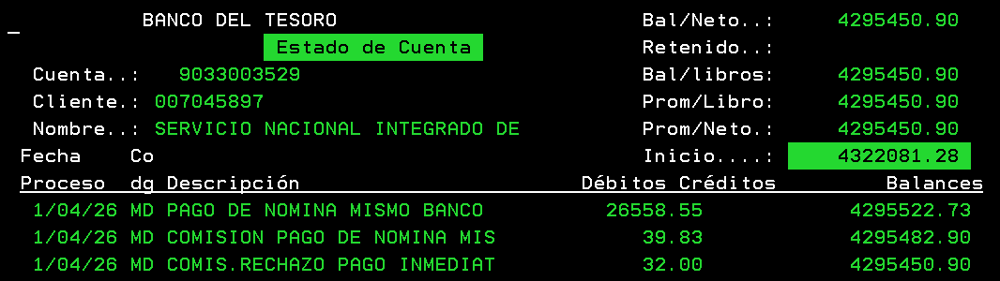 BANCO DEL TESORO Bal/Neto..: 4295450.90
Estado de Cuenta Retenido..:
Cuenta..: 9033003529 Bal/libros: 4295450.90
Cliente.: 007045897 Prom/Libro: 4295450.90
Nombre..: SERVICIO NACIONAL INTEGRADO DE Prom/Neto.: 4295450.90
Fecha Co Inicio....: 4322081.28
Proceso dg Descripción Débitos Créditos Balances
1/04/26 MD PAGO DE NOMINA MISMO BANCO 26558.55 4295522.73
1/04/26 MD COMISION PAGO DE NOMINA MIS 39.83 4295482.90
1/04/26 MD COMIS.RECHAZO PAGO INMEDIAT 32.00 4295450.90